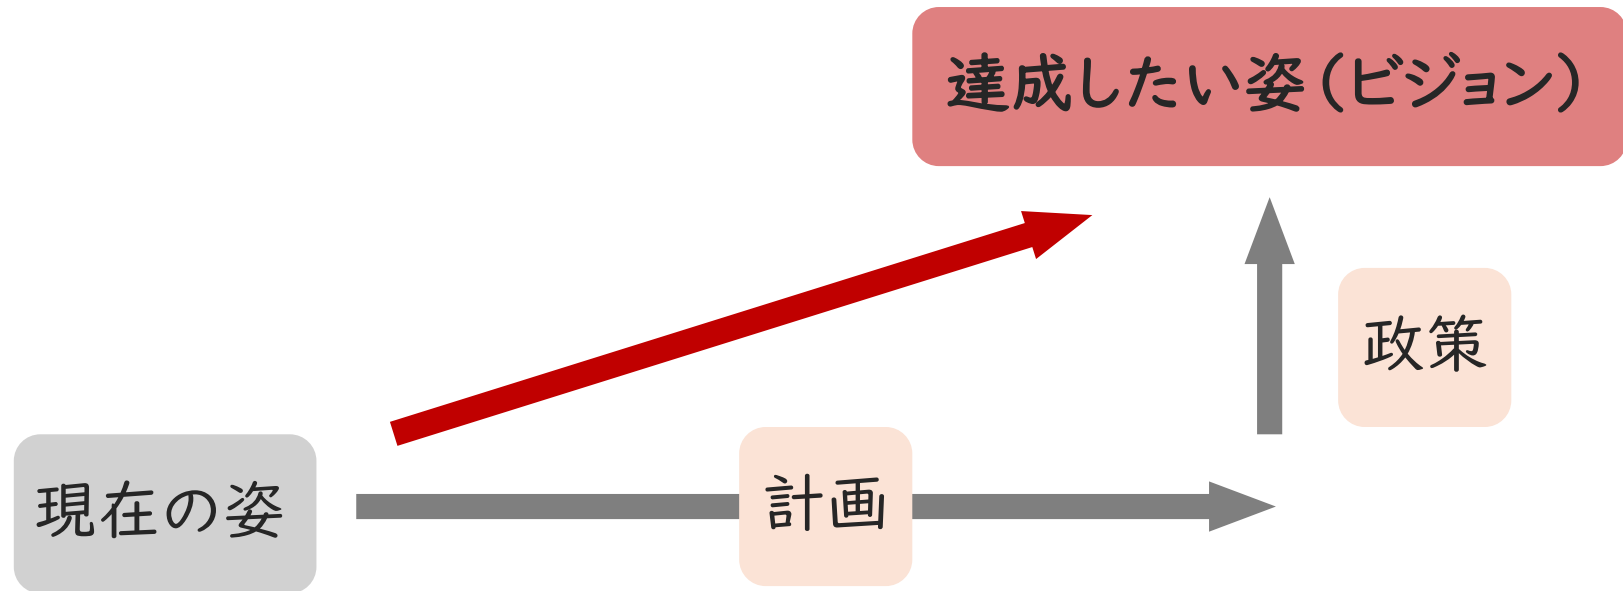 達成したい姿（ビジョン）
政策
現在の姿
計画